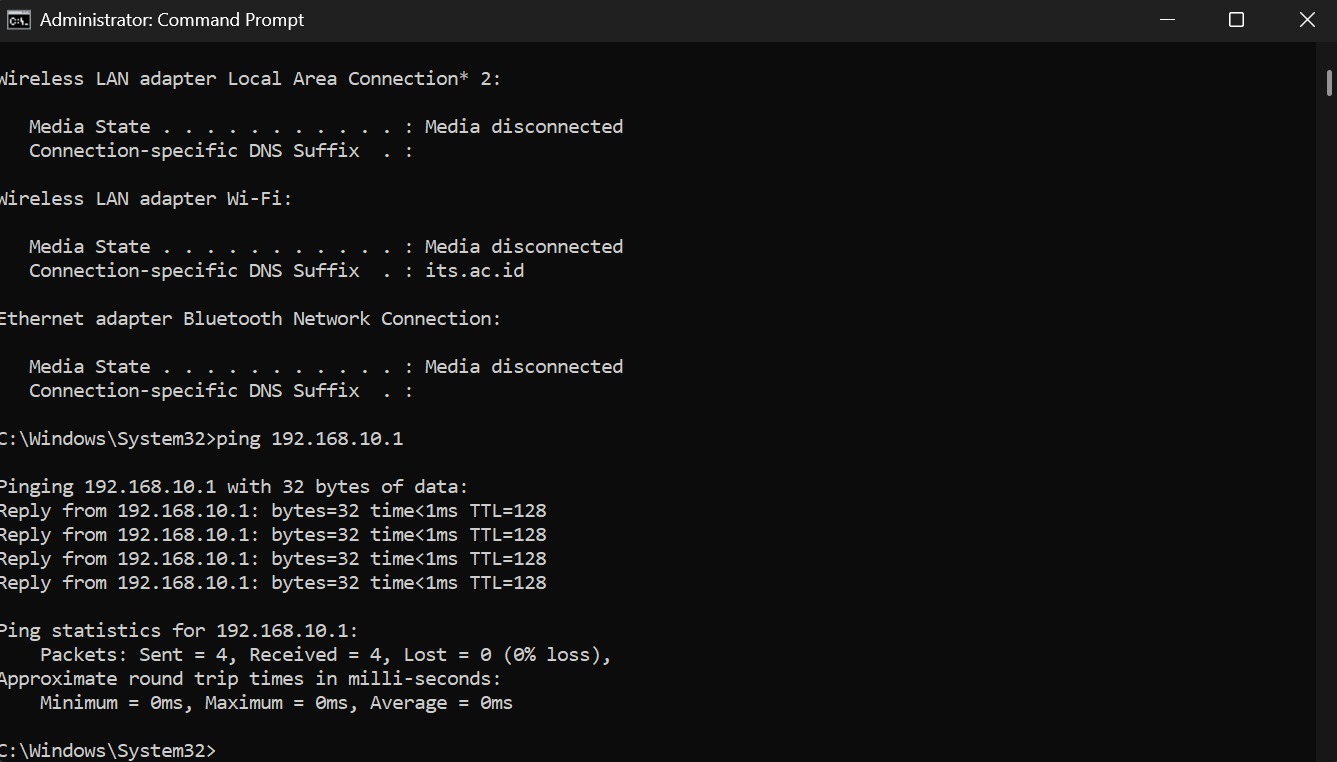 Administrator: Command Prompt
Wireless LAN adapter Local Area Connection* 2:
Media State . . . . . . . . . . . : Media disconnected
Connection-specific DNS Suffix  . :
Wireless LAN adapter Wi-Fi:
Media State . . . . . . . . . . . : Media disconnected
Connection-specific DNS Suffix  . : its.ac.id
Ethernet adapter Bluetooth Network Connection:
Media State . . . . . . . . . . . : Media disconnected
Connection-specific DNS Suffix  . :
C:\Windows\System32>ping 192.168.10.1
Pinging 192.168.10.1 with 32 bytes of data:
Reply from 192.168.10.1: bytes=32 time<1ms TTL=128
Reply from 192.168.10.1: bytes=32 time<1ms TTL=128
Reply from 192.168.10.1: bytes=32 time<1ms TTL=128
Reply from 192.168.10.1: bytes=32 time<1ms TTL=128
Ping statistics for 192.168.10.1:
Packets: Sent = 4, Received = 4, Lost = 0 (0% loss),
Approximate round trip times in milli-seconds:
Minimum = 0ms, Maximum = 0ms, Average = 0ms
C:\Windows\System32>